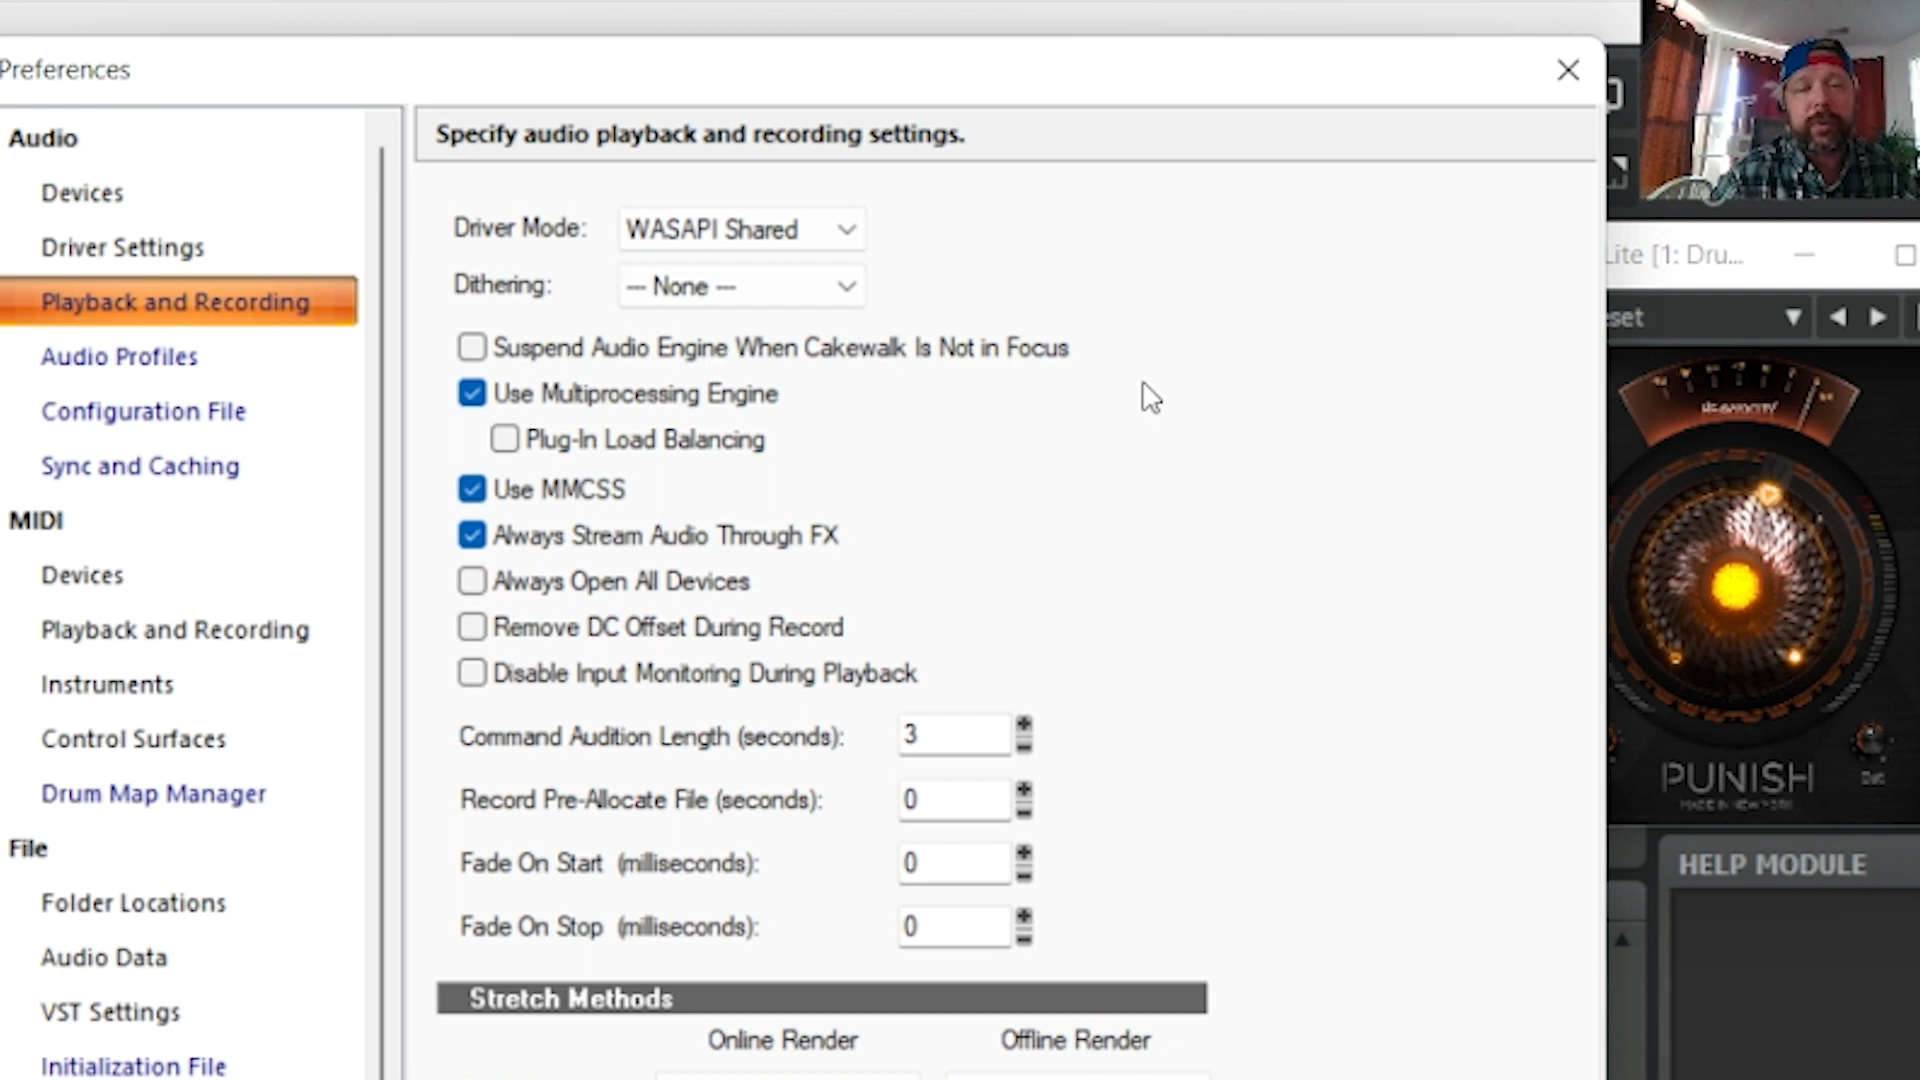 Preferences
Audio
Devices
Driver Settings
Playback and Recording
Audio Profiles
Configuration File
Sync and Caching
MIDI
Devices
Playback and Recording
Instruments
Control Surfaces
Drum Map Manager
File
Folder Locations
Audio Data
VST Settings
Initialization File
Specify audio playback and recording settings.
Driver Mode: WASAPI Shared
Dithering: --- None ---
Suspend Audio Engine When Cakewalk Is Not in Focus
Use Multiprocessing Engine
Plug-In Load Balancing
Use MMCSS
Always Stream Audio Through FX
Always Open All Devices
Remove DC Offset During Record
Disable Input Monitoring During Playback
Command Audition Length (seconds): 3
Record Pre-Allocate File (seconds): 0
Fade On Start (milliseconds): 0
Fade On Stop (milliseconds): 0
Stretch Methods
Online Render Offline Render
Lite [1: Dru...
set
PUNISH
MADE IN NEW YORK
HELP MODULE